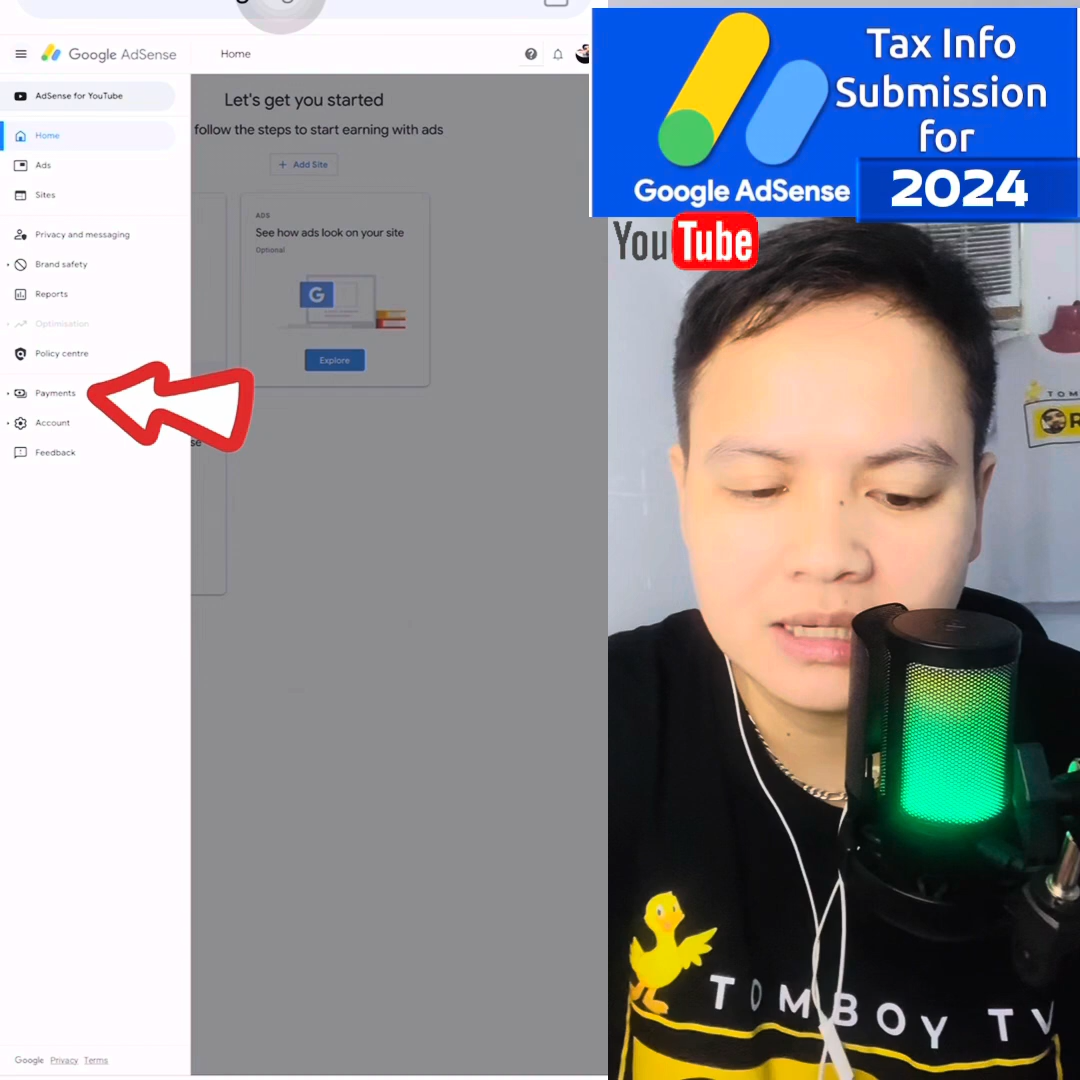 Google AdSense
Home
AdSense for YouTube
Home
Ads
Sites
Privacy and messaging
Brand safety
Reports
Optimisation
Policy centre
Payments
Account
Feedback
Google Privacy Terms
Let's get you started
follow the steps to start earning with ads
+ Add Site
ADS
See how ads look on your site
Optional
G
Explore
se
Tax Info
Submission
for
2024
Google AdSense
YouTube
TOM
R
TOMBOY TV